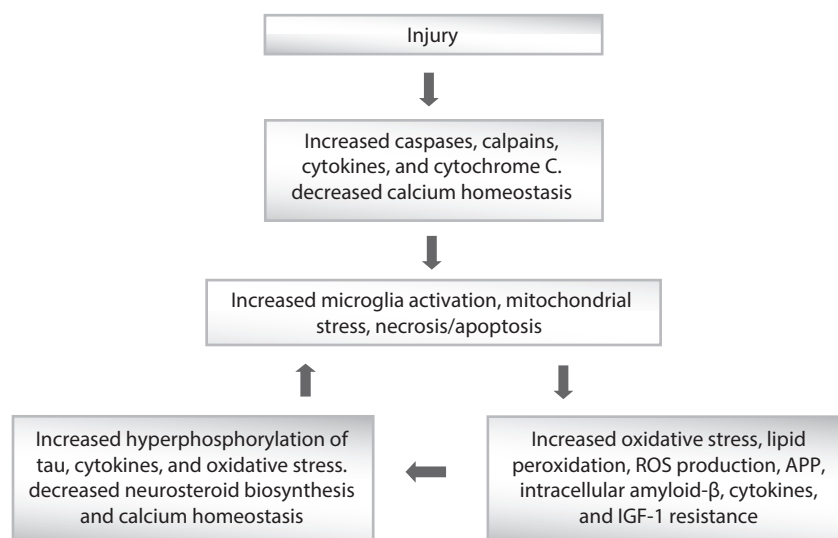 Injury
Increased caspases, calpains,
cytokines, and cytochrome C.
decreased calcium homeostasis
Increased microglia activation, mitochondrial
stress, necrosis/apoptosis
Increased hyperphosphorylation of
tau, cytokines, and oxidative stress.
decreased neurosteroid biosynthesis
and calcium homeostasis
Increased oxidative stress, lipid
peroxidation, ROS production, APP,
intracellular amyloid-β, cytokines,
and IGF-1 resistance